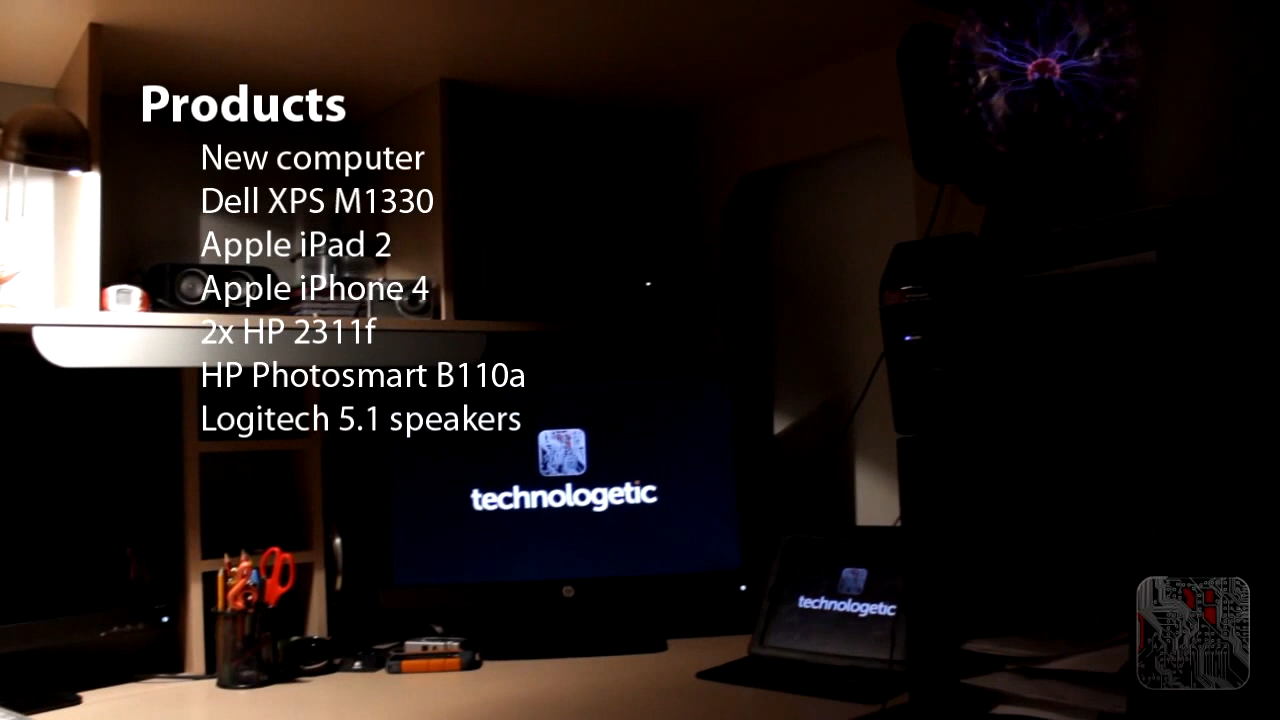 Products
New computer
Dell XPS M1330
Apple iPad 2
Apple iPhone 4
2x HP 2311f
HP Photosmart B110a
Logitech 5.1 speakers
technologetic
technologetic